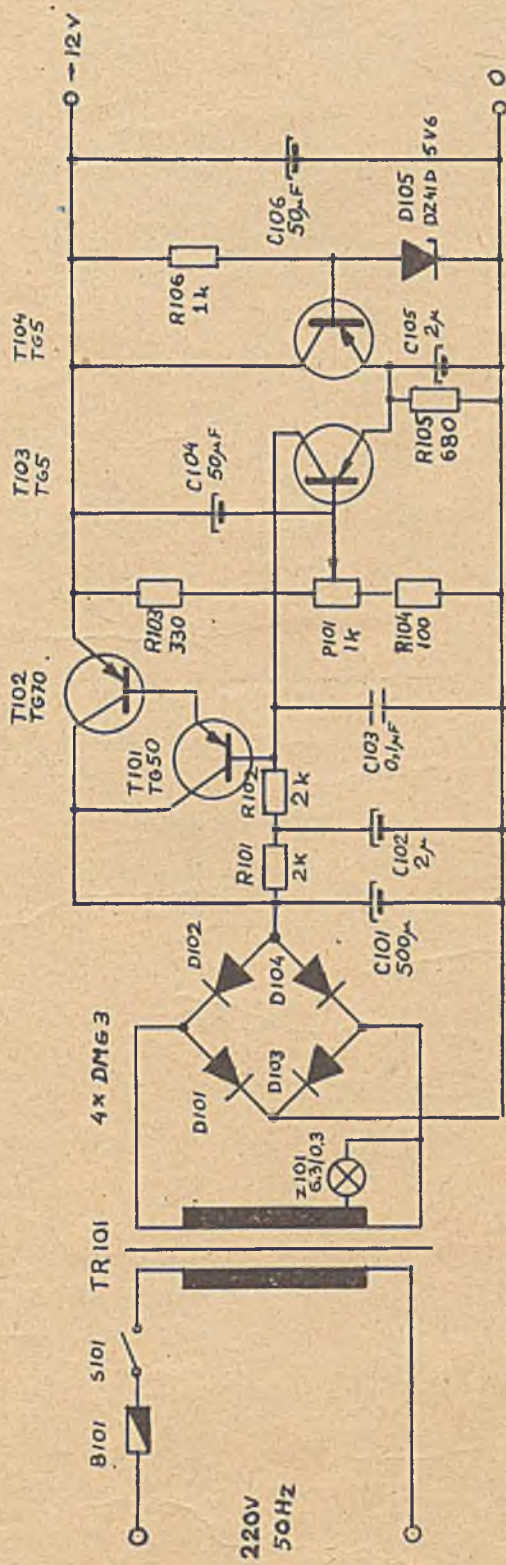 220V
50Hz
B101
S101
TR101
4x DMG3
Z101
6.3/0.3
D101
D102
D103
D104
C101
500µ
R101
2k
C102
2µ
R102
2k
T101
TG50
T102
TG70
C103
0,1µF
R103
330
P101
1k
R104
100
T103
TG5
C104
50µF
R105
680
C105
2µ
T104
TG5
R106
1k
D105
DZ41D 5V6
C106
50µF
-12V
0